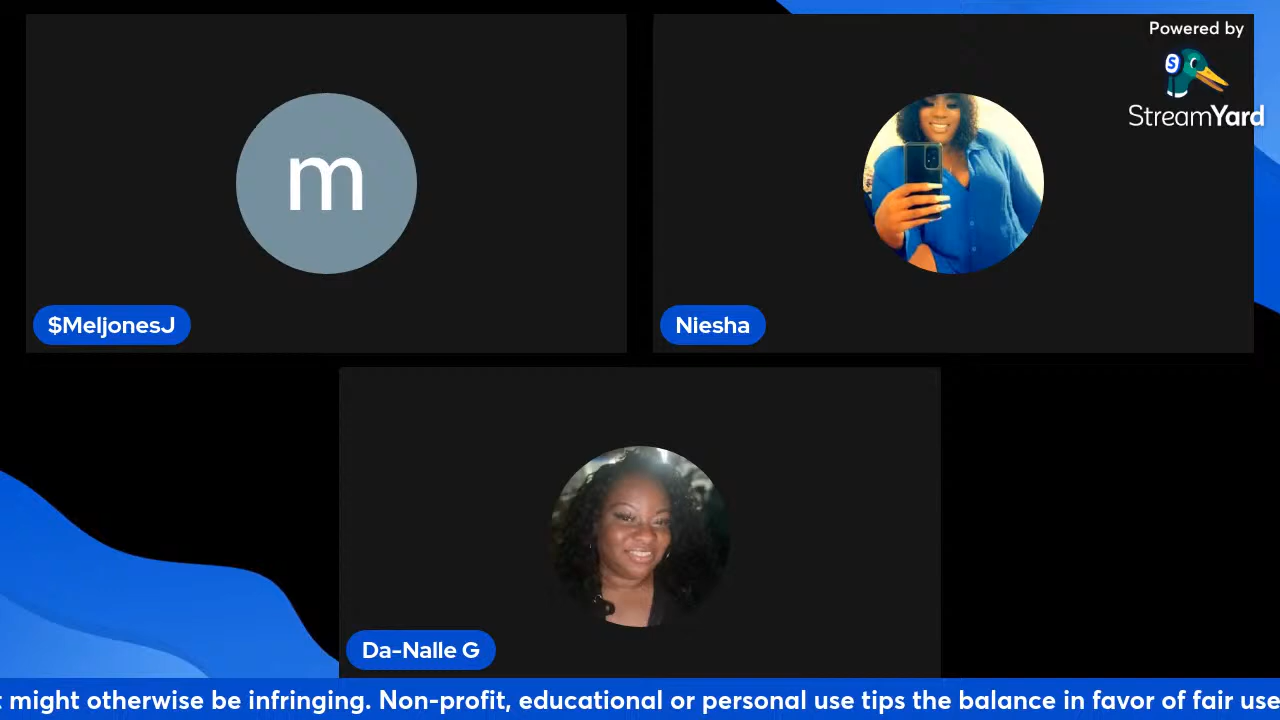 Powered by
S
StreamYard
m
$MeljonesJ
Niesha
Da-Nalle G
might otherwise be infringing. Non-profit, educational or personal use tips the balance in favor of fair use